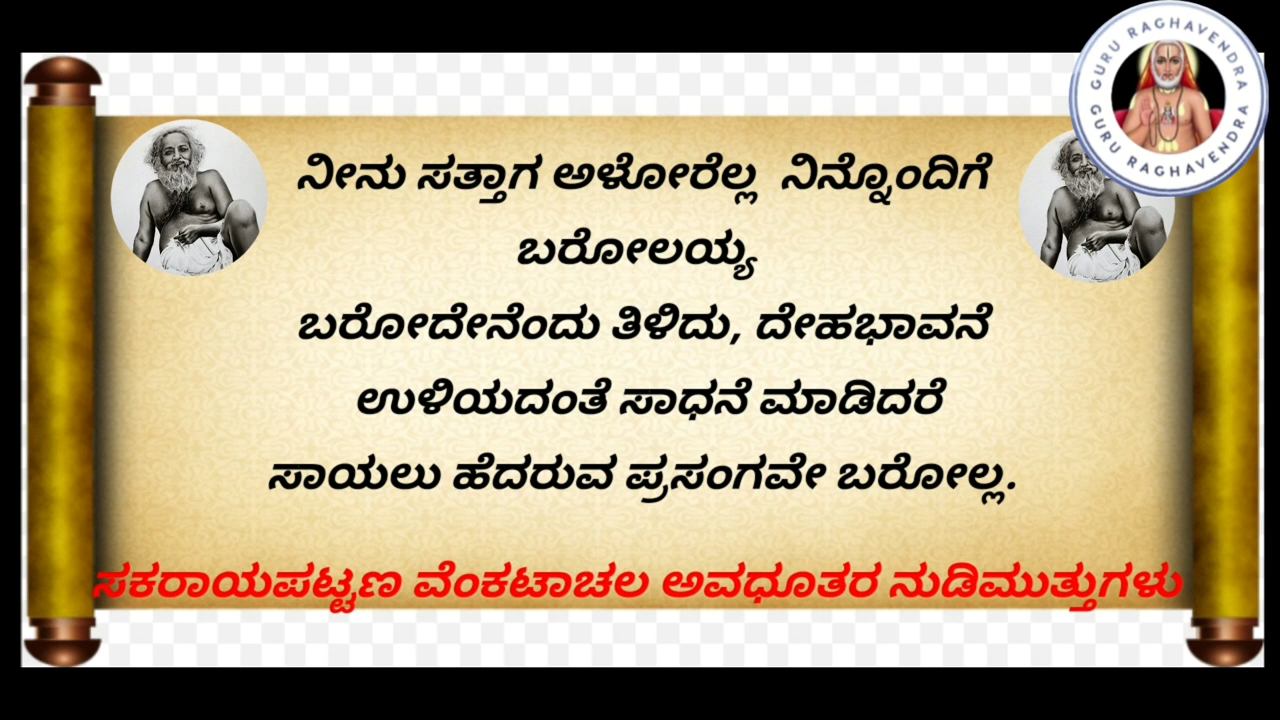 ನೀನು ಸತ್ತಾಗ ಅಳೋರೆಲ್ಲ ನಿನ್ನೊಂದಿಗೆ
ಬರೋಲಯ್ಯ
ಬರೋದೇನೆಂದು ತಿಳಿದು, ದೇಹಭಾವನೆ
ಉಳಿಯದಂತೆ ಸಾಧನೆ ಮಾಡಿದರೆ
ಸಾಯಲು ಹೆದರುವ ಪ್ರಸಂಗವೇ ಬರೋಲ್ಲ.
ಸಕರಾಯಪಟ್ಟಣ ವೆಂಕಟಾಚಲ ಅವಧೂತರ ನುಡಿಮುತ್ತುಗಳು
GURU RAGHAVENDRA
GURU RAGHAVENDRA